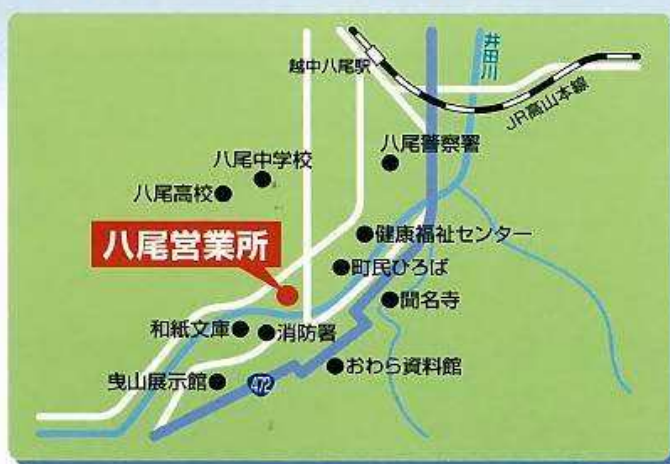 井田川
越中八尾駅
JR高山本線
八尾警察署
八尾中学校
八尾高校
八尾営業所
健康福祉センター
町民ひろば
聞名寺
和紙文庫
消防署
おわら資料館
曳山展示館
472